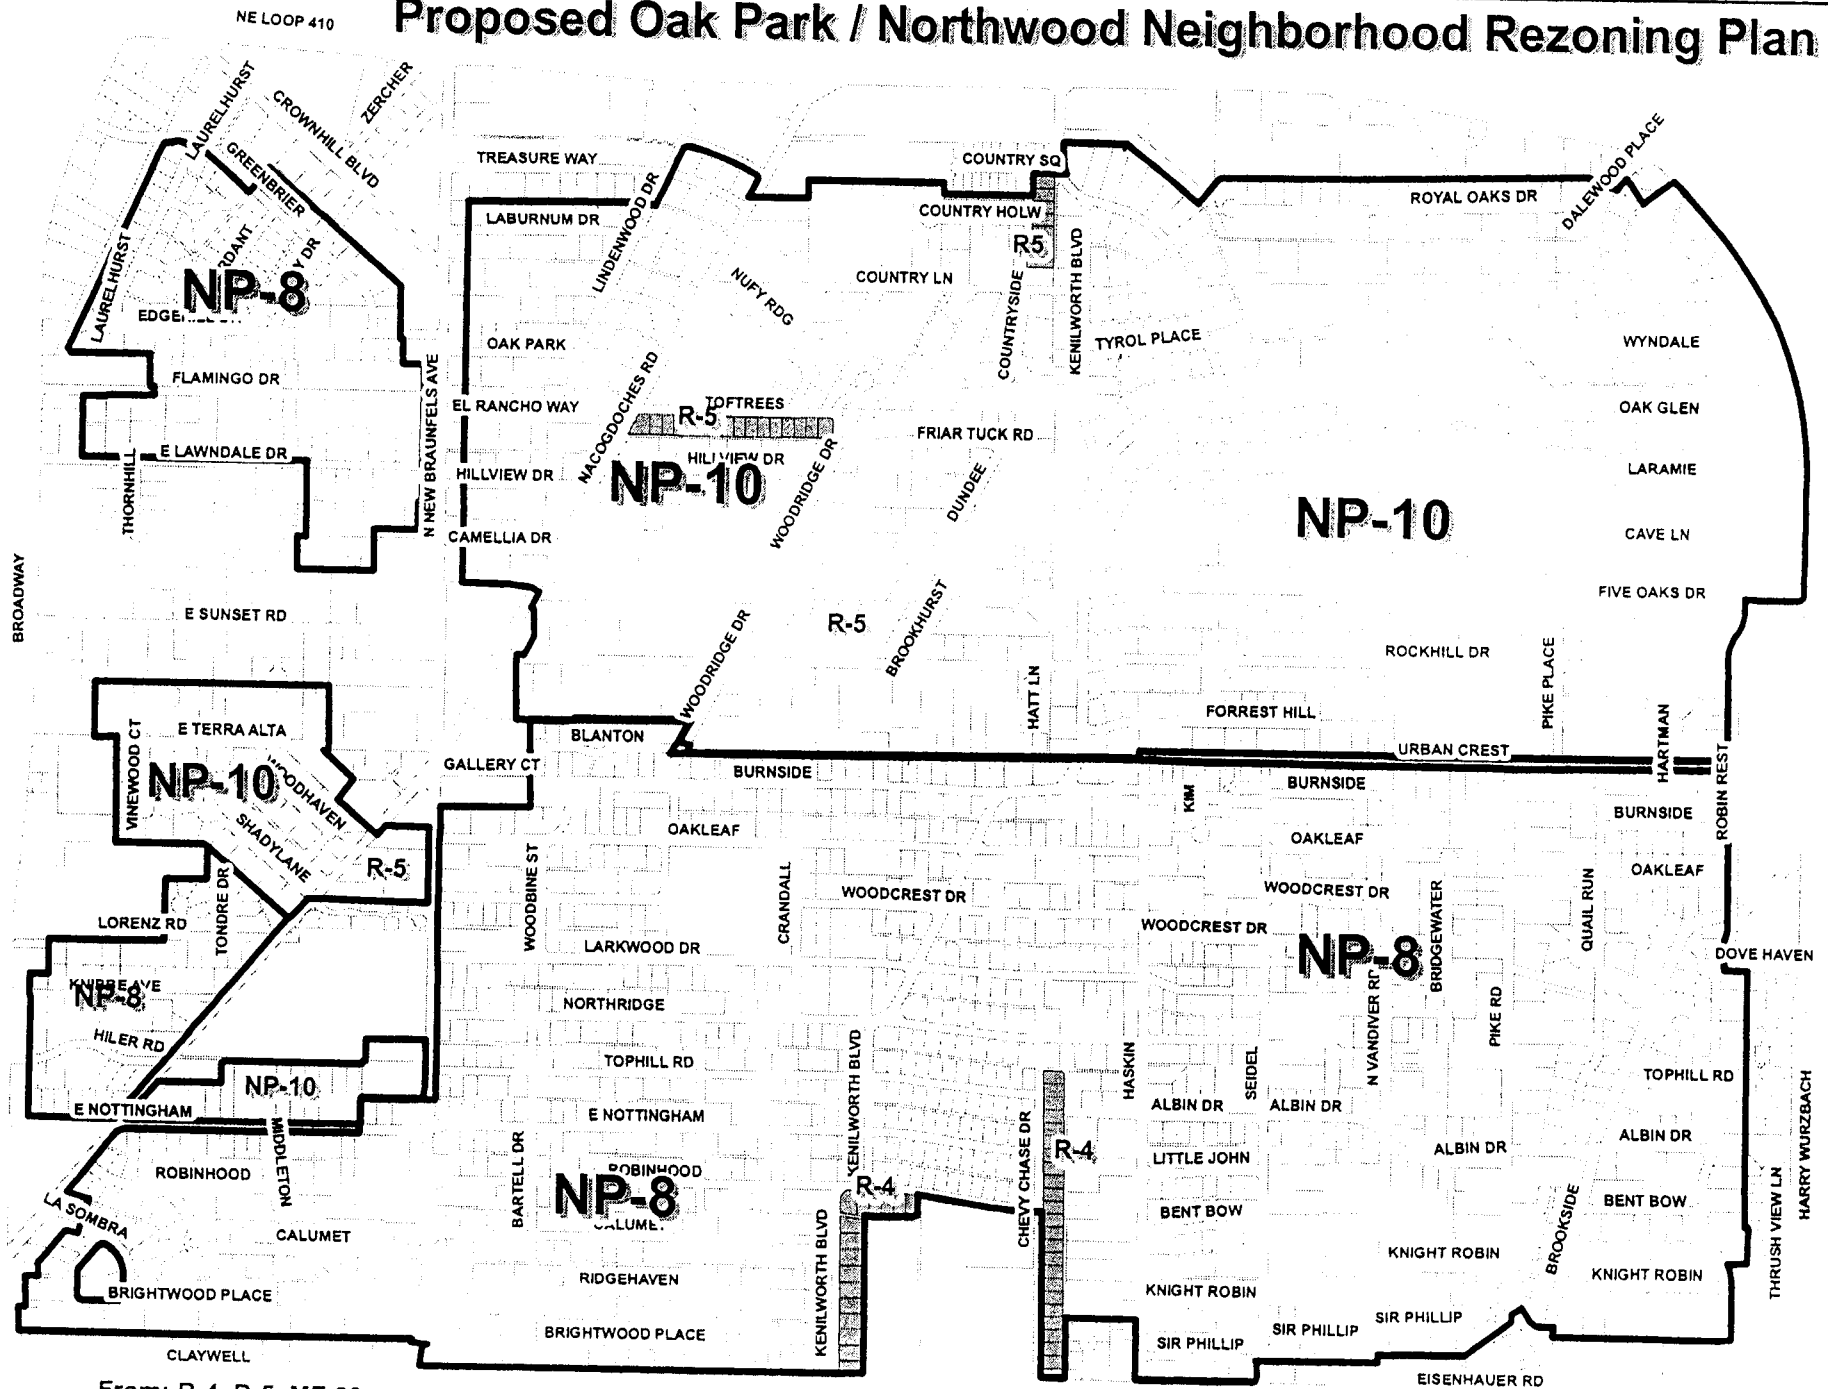 Proposed Oak Park / Northwood Neighborhood Rezoning Plan
NE LOOP 410
LAURELHURST
CROWNHILL BLVD
ZERCHER
GREENBRIER
TREASURE WAY
COUNTRY SQ
DALEWOOD PLACE
ROYAL OAKS DR
LABURNUM DR
LINDENWOOD DR
COUNTRY HOLW
R5
KENILWORTH BLVD
LAURELHURST
NP-8
NUFY RDG
COUNTRY LN
COUNTRYSIDE
OAK PARK
TYROL PLACE
WYNDALE
FLAMINGO DR
N NEW BRAUNFELS AVE
EL RANCHO WAY
NACOGDOCHES RD
TOFTREES
R-5
OAK GLEN
FRIAR TUCK RD
E LAWNDALE DR
THORNHILL
HILLVIEW DR
HILLVIEW DR
NP-10
WOODRIDGE DR
DUNDEE
LARAMIE
NP-10
CAMELLIA DR
CAVE LN
BROADWAY
E SUNSET RD
FIVE OAKS DR
R-5
BROOKHURST
WOODRIDGE DR
ROCKHILL DR
PIKE PLACE
HATT LN
FORREST HILL
HARTMAN
E TERRA ALTA
BLANTON
VINEWOOD CT
GALLERY CT
URBAN CREST
NP-10
WOODHAVEN
BURNSIDE
BURNSIDE
KIM
BURNSIDE
ROBIN REST
SHADYLANE
OAKLEAF
OAKLEAF
R-5
OAKLEAF
TONDRE DR
WOODBINE ST
CRANDALL
WOODCREST DR
WOODCREST DR
BRIDGEWATER
QUAIL RUN
LORENZ RD
WOODCREST DR
LARKWOOD DR
NP-8
DOVE HAVEN
KNIBBE AVE
NP-8
NORTHRIDGE
N VANDIVER RD
PIKE RD
HILER RD
TOPHILL RD
KENILWORTH BLVD
HASKIN
SEIDEL
TOPHILL RD
HARRY WURZBACH
NP-10
E NOTTINGHAM
E NOTTINGHAM
ALBIN DR
ALBIN DR
CHEVY CHASE DR
R-4
ALBIN DR
ALBIN DR
MIDDLETON
ROBINHOOD
BARTELL DR
ROBINHOOD
LITTLE JOHN
NP-8
R-4
LA SOMBRA
CALUMET
CALUMET
KENILWORTH BLVD
BENT BOW
BENT BOW
BROOKSIDE
THRUSH VIEW LN
KNIGHT ROBIN
RIDGEHAVEN
KNIGHT ROBIN
KNIGHT ROBIN
BRIGHTWOOD PLACE
BRIGHTWOOD PLACE
SIR PHILLIP
SIR PHILLIP
SIR PHILLIP
CLAYWELL
EISENHAUER RD